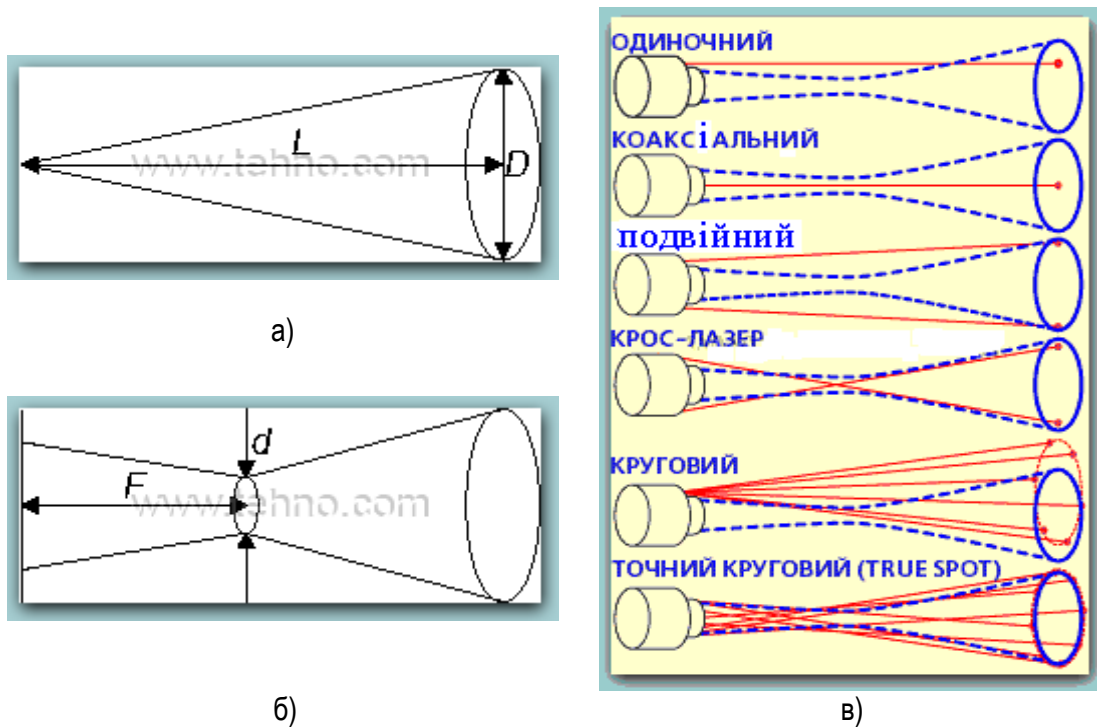 L
www.tehno.com
D
а)
d
F
www.tehno.com
б)
ОДИНОЧНИЙ
КОАКСІАЛЬНИЙ
ПОДВІЙНИЙ
КРОС-ЛАЗЕР
КРУГОВИЙ
ТОЧНИЙ КРУГОВИЙ (TRUE SPOT)
в)